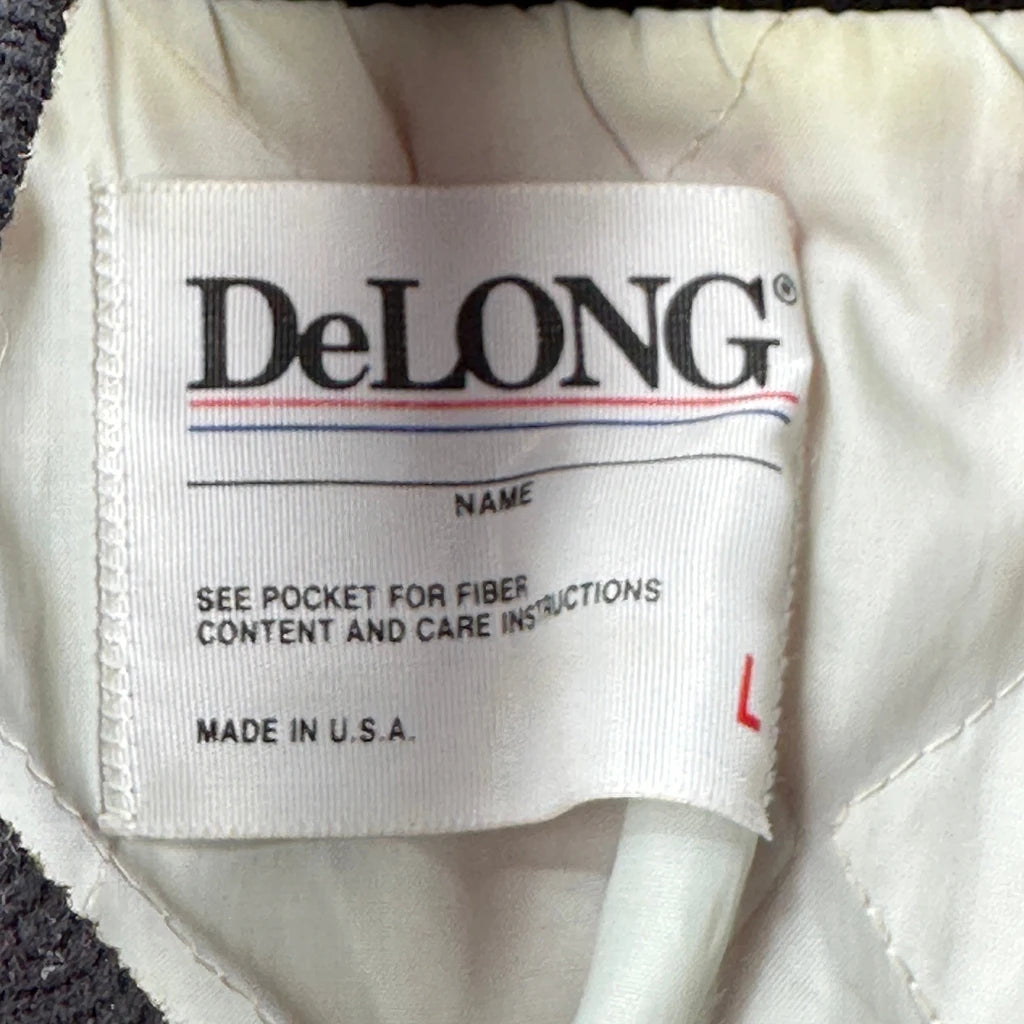 DeLONG®
NAME
SEE POCKET FOR FIBER
CONTENT AND CARE INSTRUCTIONS
L
MADE IN U.S.A.